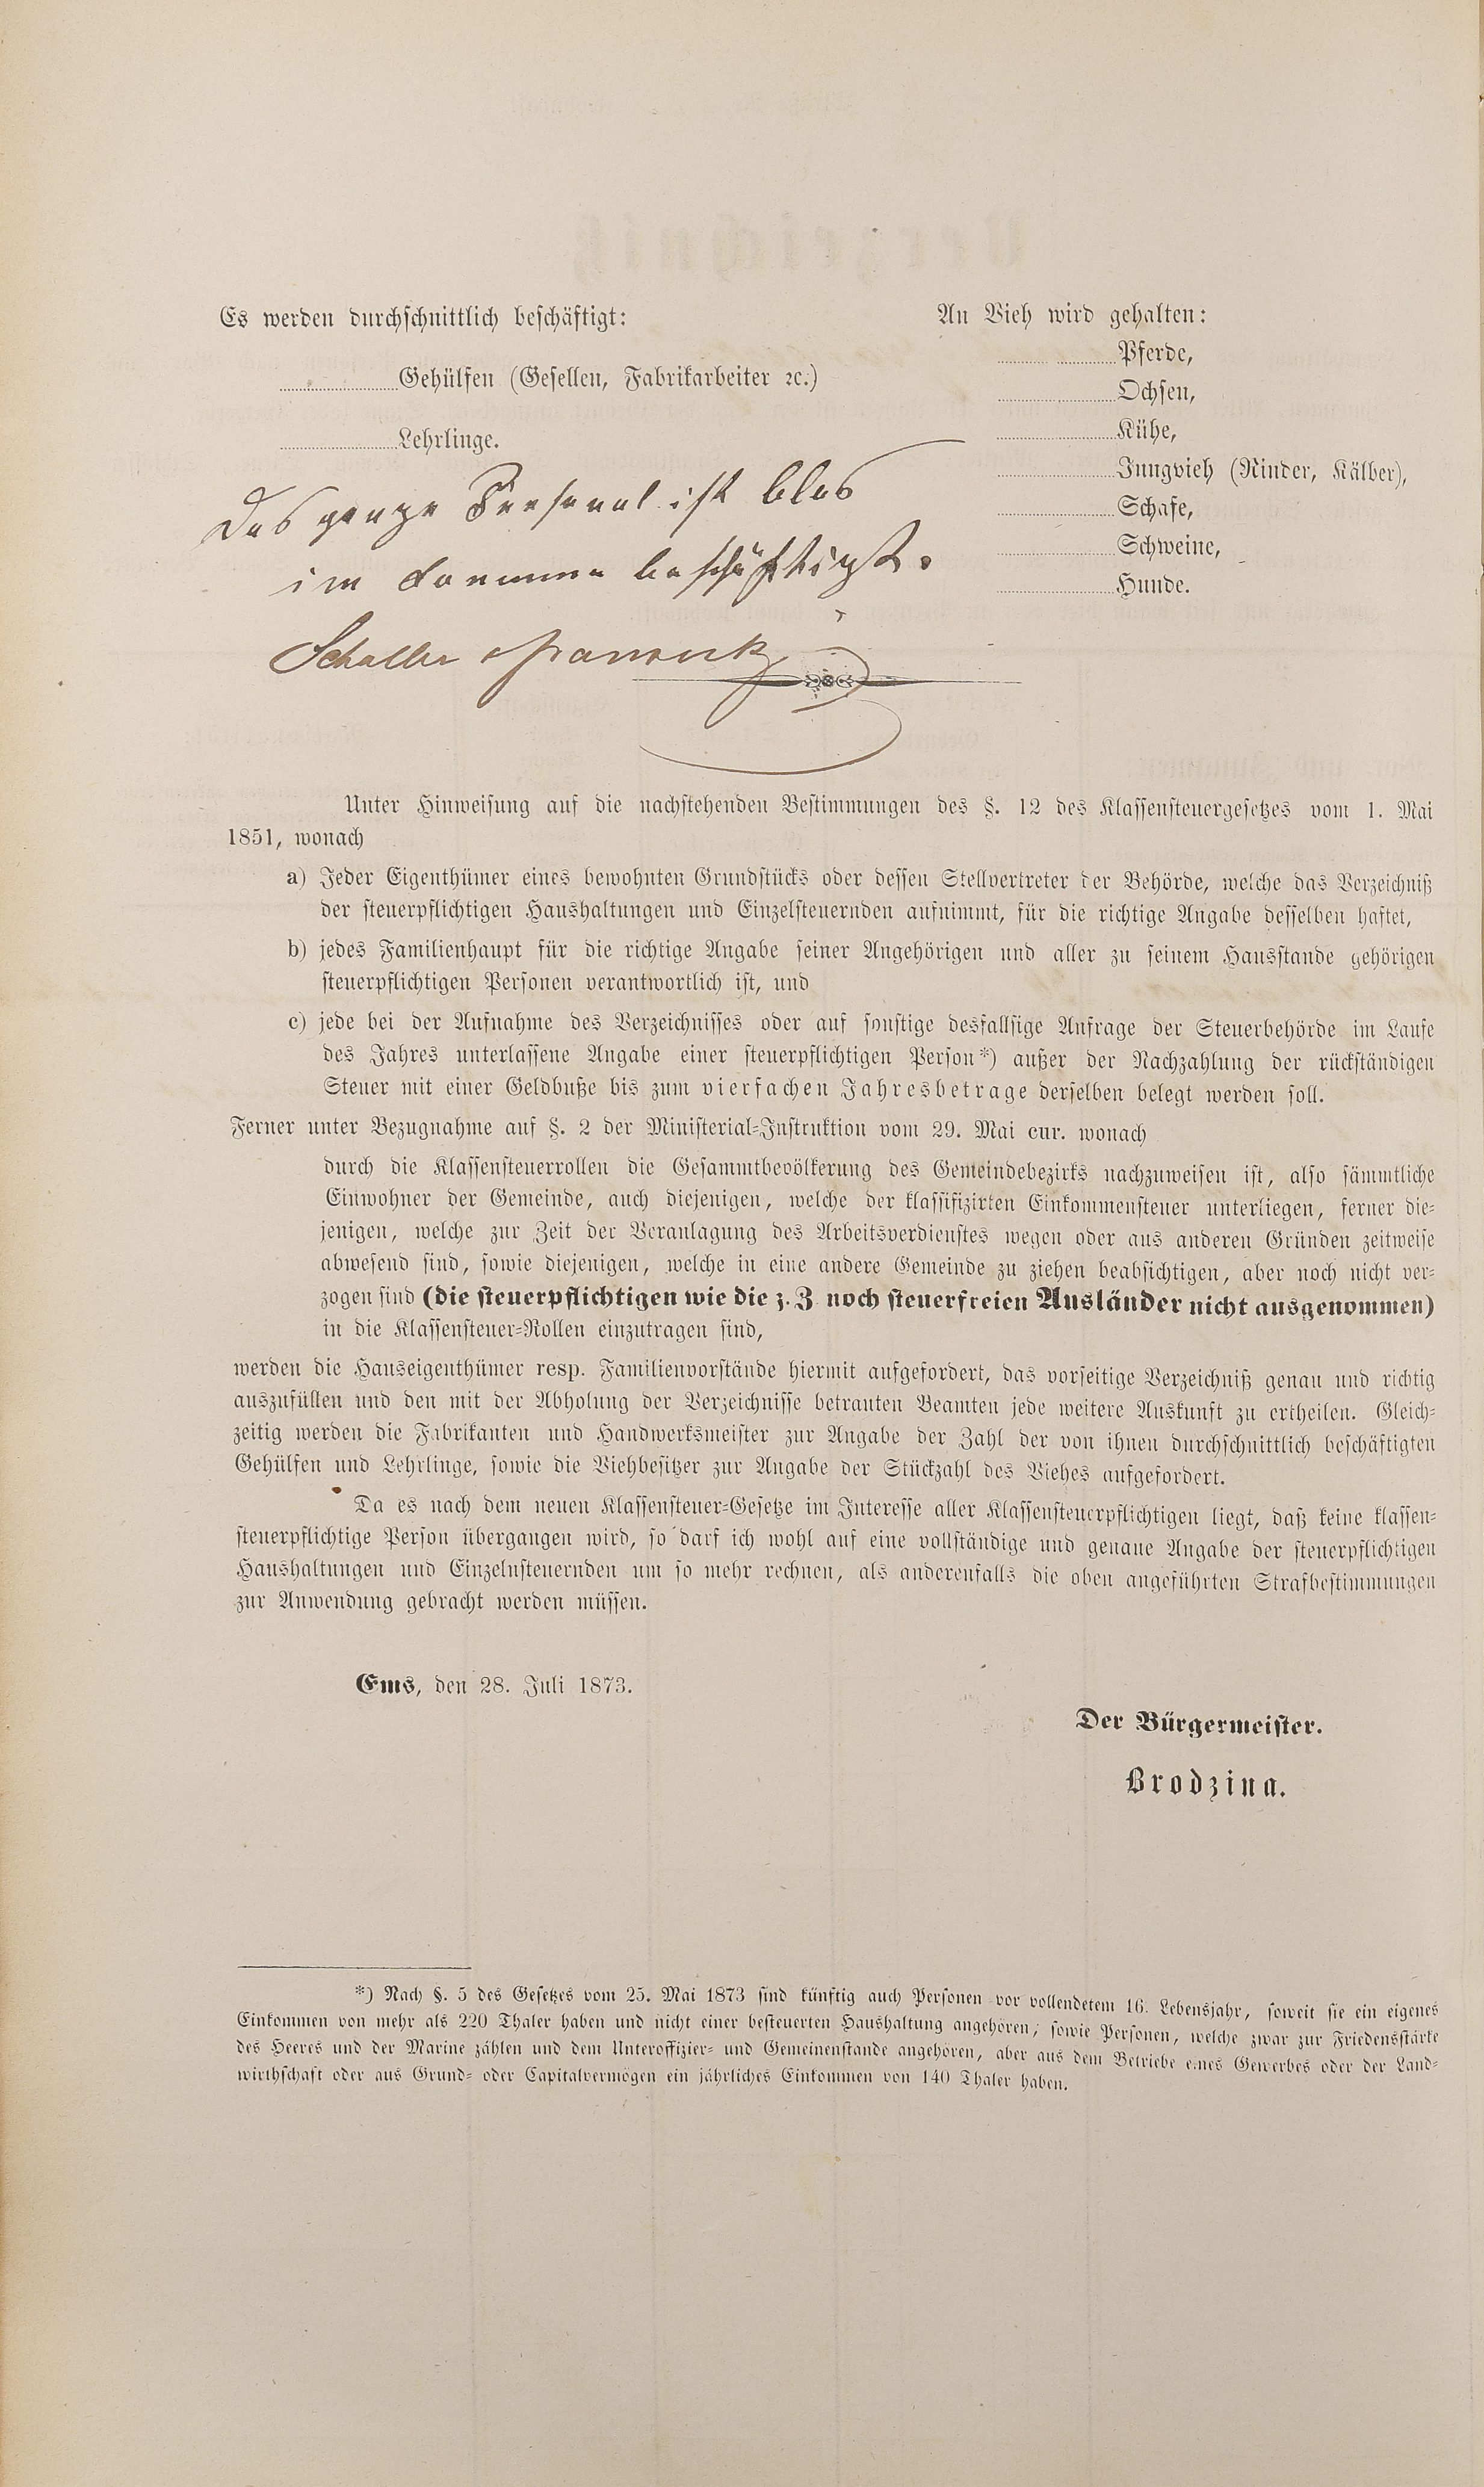 Es werden durchschnittlich beschäftigt:
Gehülfen (Gesellen, Fabrikarbeiter ꝛc.)
Lehrlinge.
Das ganze Personal ist blos
im Sommer beschäftigt.
Schaller
An Vieh wird gehalten:
Pferde,
Ochsen,
Kühe,
Jungvieh (Rinder, Kälber),
Schafe,
Schweine,
Hunde.
Unter Hinweisung auf die nachstehenden Bestimmungen des §. 12 des Klassensteuergesetzes vom 1. Mai
1851, wonach
a) Jeder Eigenthümer eines bewohnten Grundstücks oder dessen Stellvertreter der Behörde, welche das Verzeichniß
der steuerpflichtigen Haushaltungen und Einzelsteuernden aufnimmt, für die richtige Angabe desselben haftet,
b) jedes Familienhaupt für die richtige Angabe seiner Angehörigen und aller zu seinem Hausstande gehörigen
steuerpflichtigen Personen verantwortlich ist, und
c) jede bei der Aufnahme des Verzeichnisses oder auf sonstige desfallsige Anfrage der Steuerbehörde im Laufe
des Jahres unterlassene Angabe einer steuerpflichtigen Person*) außer der Nachzahlung der rückständigen
Steuer mit einer Geldbuße bis zum vierfachen Jahresbetrage derselben belegt werden soll.
Ferner unter Bezugnahme auf §. 2 der Ministerial-Instruktion vom 29. Mai cur. wonach
durch die Klassensteuerrollen die Gesammtbevölkerung des Gemeindebezirks nachzuweisen ist, also sämmtliche
Einwohner der Gemeinde, auch diejenigen, welche der klassifizirten Einkommensteuer unterliegen, ferner die-
jenigen, welche zur Zeit der Veranlagung des Arbeitsverdienstes wegen oder aus anderen Gründen zeitweise
abwesend sind, sowie diejenigen, welche in eine andere Gemeinde zu ziehen beabsichtigen, aber noch nicht ver-
zogen sind (die steuerpflichtigen wie die z. Z noch steuerfreien Ausländer nicht ausgenommen)
in die Klassensteuer-Rollen einzutragen sind,
werden die Hauseigenthümer resp. Familienvorstände hiermit aufgefordert, das vorseitige Verzeichniß genau und richtig
auszufüllen und den mit der Abholung der Verzeichnisse betrauten Beamten jede weitere Auskunft zu ertheilen. Gleich-
zeitig werden die Fabrikanten und Handwerksmeister zur Angabe der Zahl der von ihnen durchschnittlich beschäftigten
Gehülfen und Lehrlinge, sowie die Viehbesitzer zur Angabe der Stückzahl des Viehes aufgefordert.
Da es nach dem neuen Klassensteuer-Gesetze im Interesse aller Klassensteuerpflichtigen liegt, daß keine klassen-
steuerpflichtige Person übergangen wird, so darf ich wohl auf eine vollständige und genaue Angabe der steuerpflichtigen
Haushaltungen und Einzelnsteuernden um so mehr rechnen, als anderenfalls die oben angeführten Strafbestimmungen
zur Anwendung gebracht werden müssen.
Ems, den 28. Juli 1873.
Der Bürgermeister.
Brodzina.
*) Nach §. 5 des Gesetzes vom 25. Mai 1873 sind künftig auch Personen vor vollendetem 16. Lebensjahr, soweit sie ein eigenes
Einkommen von mehr als 220 Thaler haben und nicht einer besteuerten Haushaltung angehören; sowie Personen, welche zwar zur Friedensstärke
des Heeres und der Marine zählen und dem Unteroffizier- und Gemeinenstande angehören, aber aus dem Betriebe eines Gewerbes oder der Land-
wirthschaft oder aus Grund- oder Capitalvermögen ein jährliches Einkommen von 140 Thaler haben.